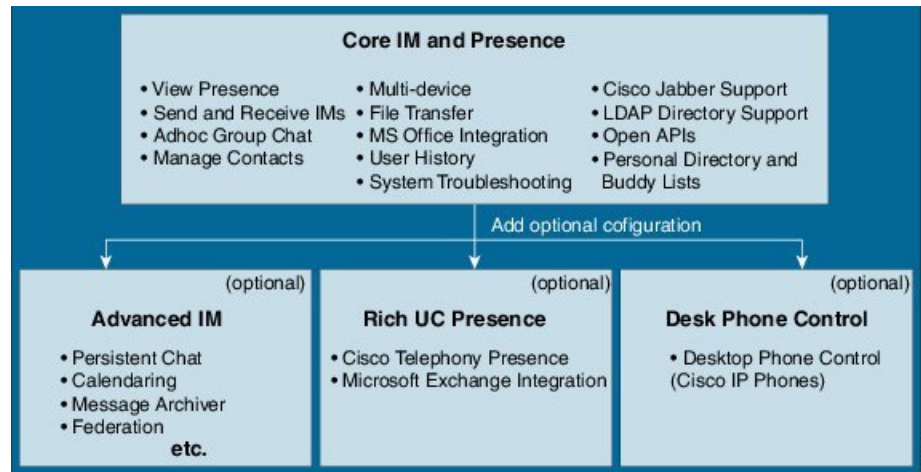 Core IM and Presence
• View Presence
• Send and Receive IMs
• Adhoc Group Chat
• Manage Contacts
• Multi-device
• File Transfer
• MS Office Integration
• User History
• System Troubleshooting
• Cisco Jabber Support
• LDAP Directory Support
• Open APIs
• Personal Directory and
Buddy Lists
Add optional cofiguration
(optional)
Advanced IM
• Persistent Chat
• Calendaring
• Message Archiver
• Federation
etc.
(optional)
Rich UC Presence
• Cisco Telephony Presence
• Microsoft Exchange Integration
(optional)
Desk Phone Control
• Desktop Phone Control
(Cisco IP Phones)